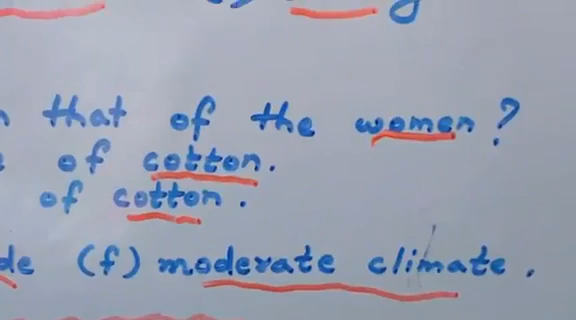 that of the women ?
of cotton.
of cotton.
(f) moderate climate.